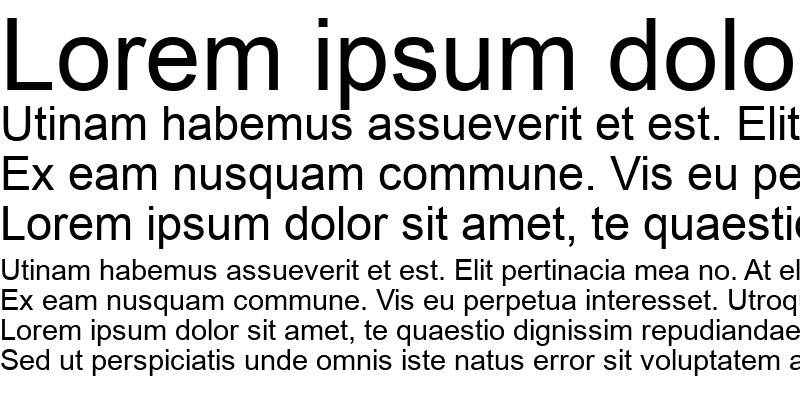 Lorem ipsum dolo
Utinam habemus assueverit et est. Elit
Ex eam nusquam commune. Vis eu pe
Lorem ipsum dolor sit amet, te quaestio
Utinam habemus assueverit et est. Elit pertinacia mea no. At el
Ex eam nusquam commune. Vis eu perpetua interesset. Utroqu
Lorem ipsum dolor sit amet, te quaestio dignissim repudiandae
Sed ut perspiciatis unde omnis iste natus error sit voluptatem a